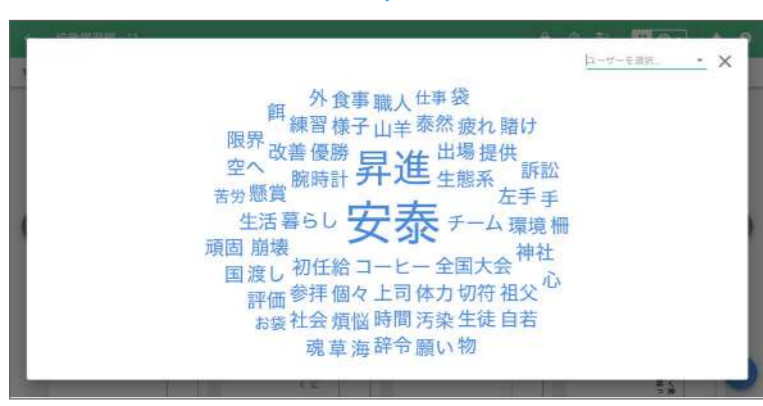 ユーザーを選択...
外 食事 職人 仕事 袋
餌 練習 様子 山羊 泰然 疲れ 賭け
限界 改善 優勝 昇進 出場 提供
空へ 腕時計 生態系 訴訟
苦労 懸賞 左手 手
生活 暮らし 安泰 チーム 環境 柵
頑固 崩壊 神社
国 渡し 初任給 コーヒー 全国大会 心
評価 参拝 個々 上司 体力 切符 祖父
お袋 社会 煩悩 時間 汚染 生徒 自若
魂 草 海 辞令 願い 物